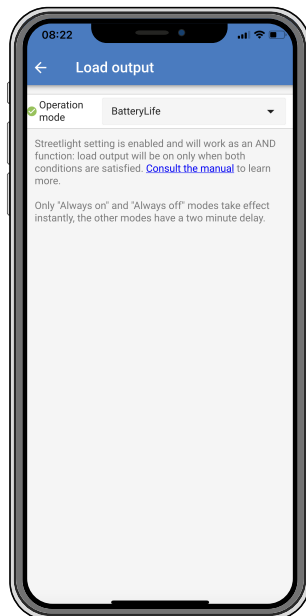 08:22
Load output
Operation
mode
BatteryLife
Streetlight setting is enabled and will work as an AND
function: load output will be on only when both
conditions are satisfied. Consult the manual to learn
more.
Only "Always on" and "Always off" modes take effect
instantly, the other modes have a two minute delay.